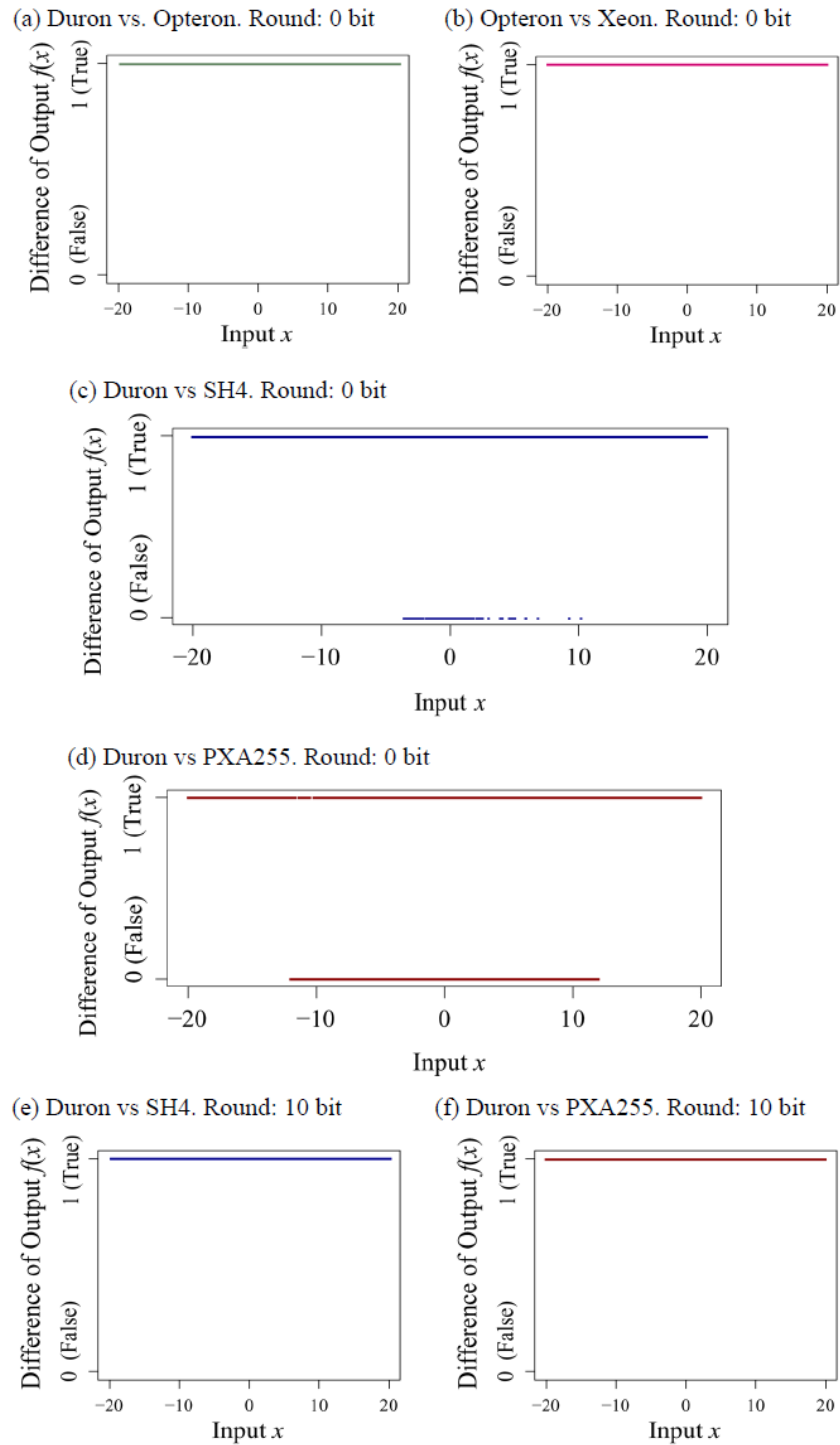 (a) Duron vs. Opteron. Round: 0 bit
Difference of Output f(x)
0 (False) 1 (True)
−20 −10 0 10 20
Input x
(b) Opteron vs Xeon. Round: 0 bit
Difference of Output f(x)
0 (False) 1 (True)
−20 −10 0 10 20
Input x
(c) Duron vs SH4. Round: 0 bit
Difference of Output f(x)
0 (False) 1 (True)
−20 −10 0 10 20
Input x
(d) Duron vs PXA255. Round: 0 bit
Difference of Output f(x)
0 (False) 1 (True)
−20 −10 0 10 20
Input x
(e) Duron vs SH4. Round: 10 bit
Difference of Output f(x)
0 (False) 1 (True)
−20 −10 0 10 20
Input x
(f) Duron vs PXA255. Round: 10 bit
Difference of Output f(x)
0 (False) 1 (True)
−20 −10 0 10 20
Input x